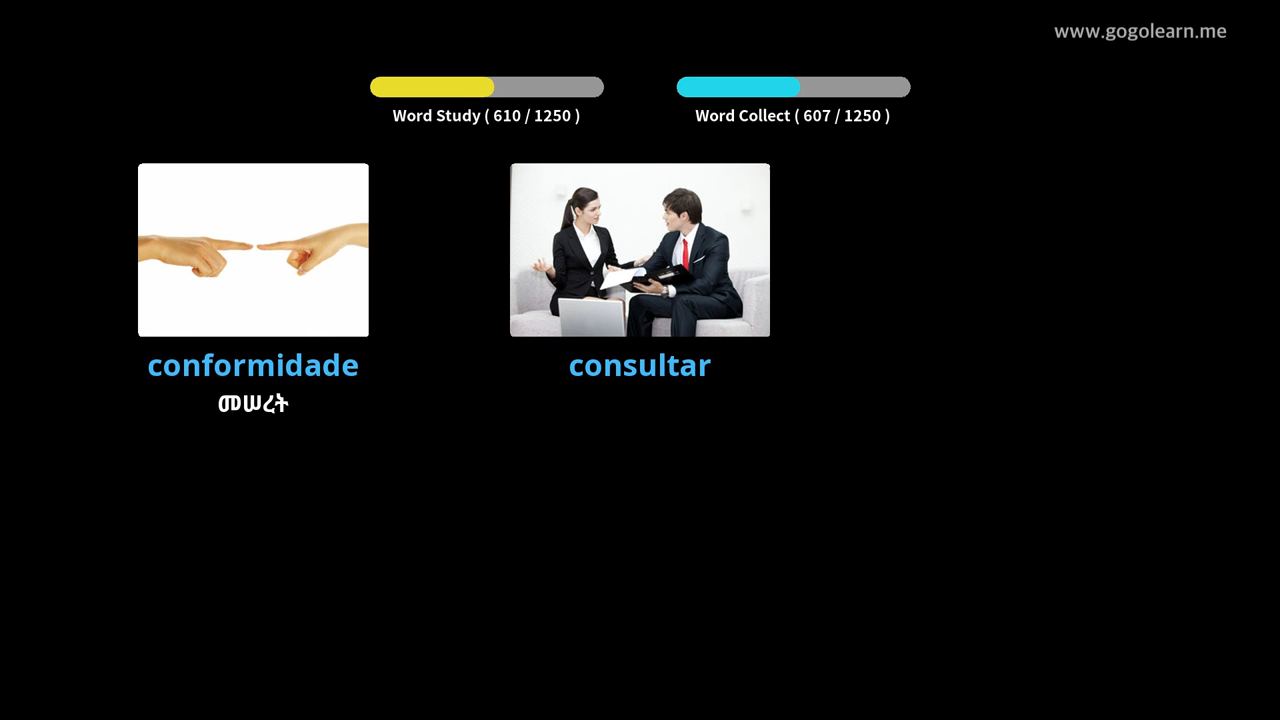 www.gogolearn.me
Word Study ( 610 / 1250 )
Word Collect ( 607 / 1250 )
conformidade
መሠረት
consultar